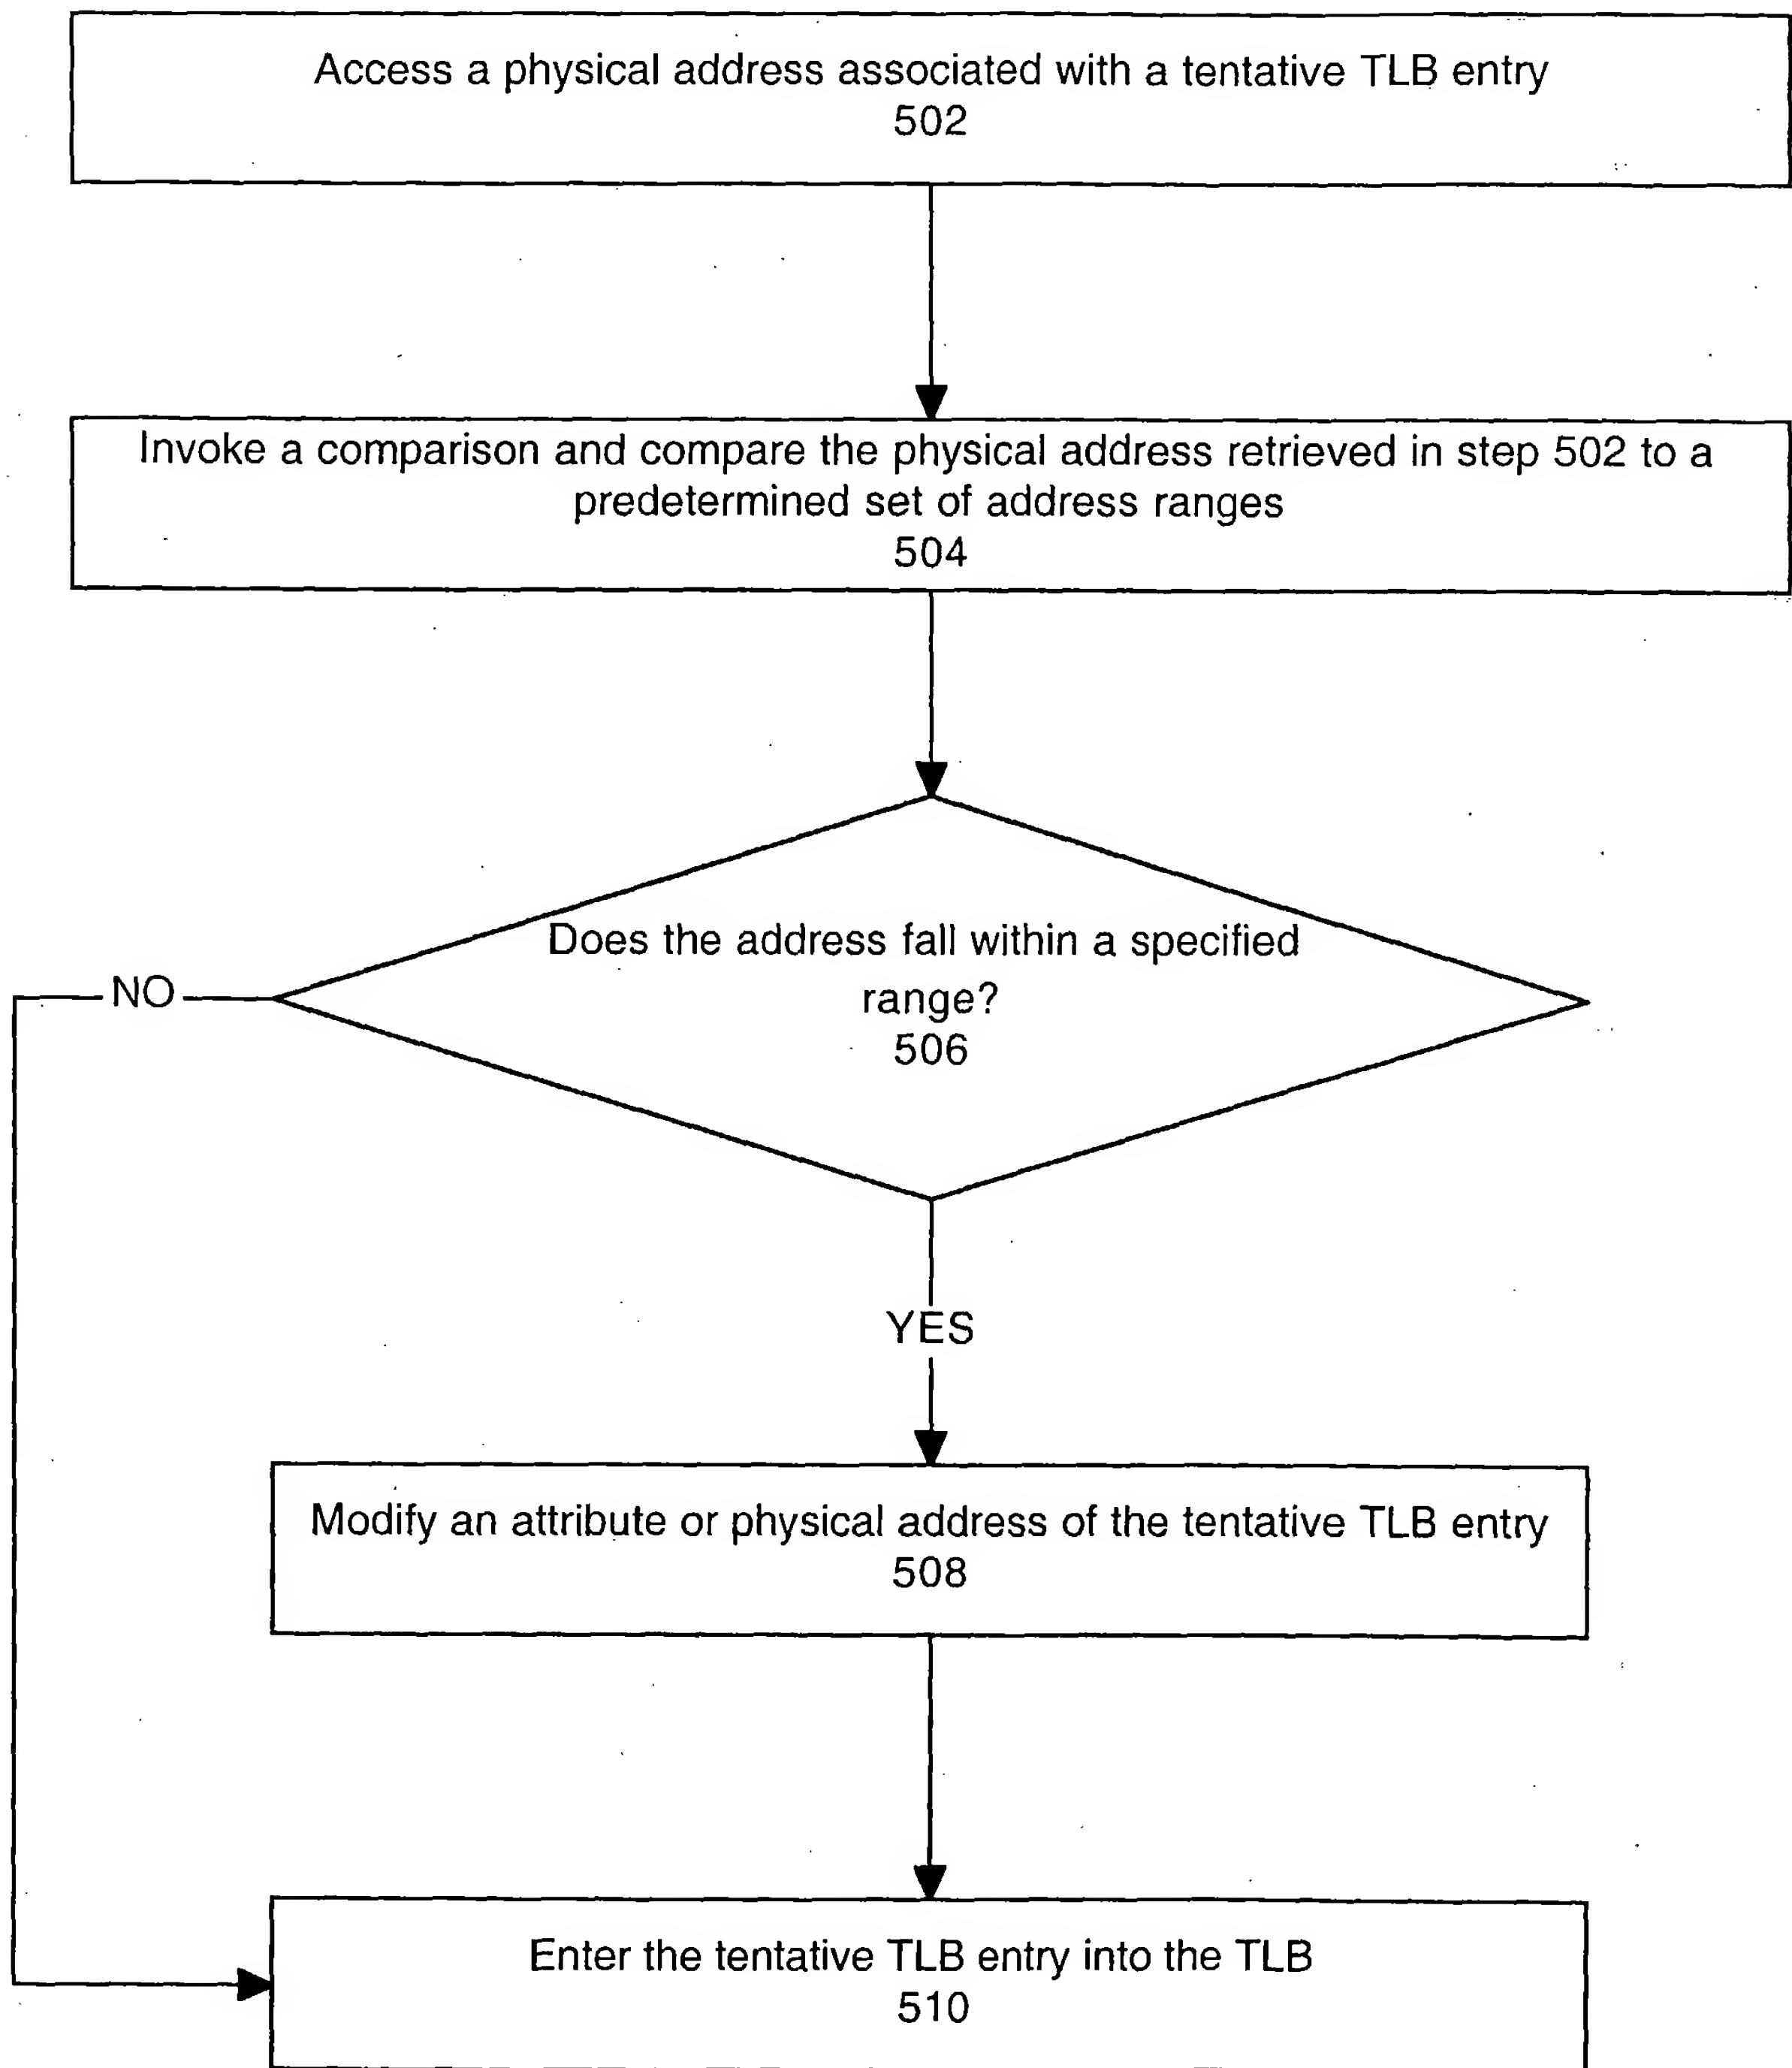 Access a physical address associated with a tentative TLB entry
502
Invoke a comparison and compare the physical address retrieved in step 502 to a
predetermined set of address ranges
504
Does the address fall within a specified
range?
506
NO
YES
Modify an attribute or physical address of the tentative TLB entry
508
Enter the tentative TLB entry into the TLB
510